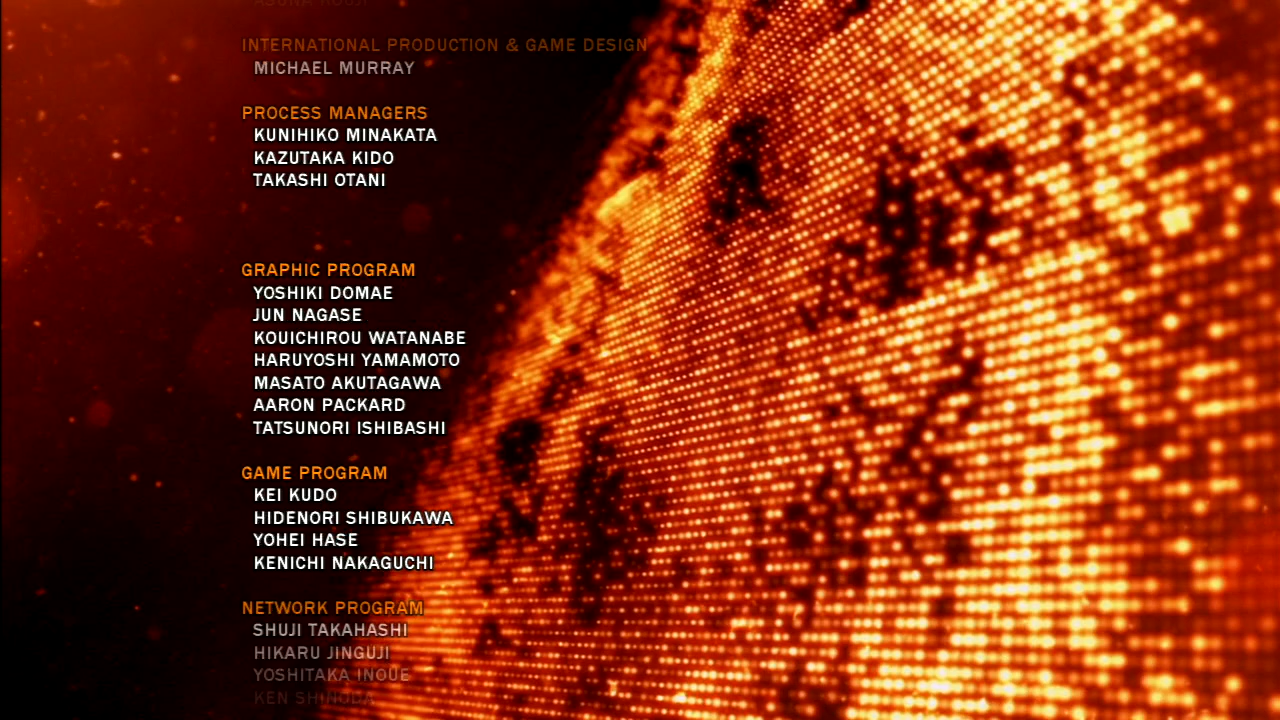 INTERNATIONAL PRODUCTION & GAME DESIGN
MICHAEL MURRAY
PROCESS MANAGERS
KUNIHIKO MINAKATA
KAZUTAKA KIDO
TAKASHI OTANI
GRAPHIC PROGRAM
YOSHIKI DOMAE
JUN NAGASE
KOUICHIROU WATANABE
HARUYOSHI YAMAMOTO
MASATO AKUTAGAWA
AARON PACKARD
TATSUNORI ISHIBASHI
GAME PROGRAM
KEI KUDO
HIDENORI SHIBUKAWA
YOHEI HASE
KENICHI NAKAGUCHI
NETWORK PROGRAM
SHUJI TAKAHASHI
HIKARU JINGUJI
YOSHITAKA INOUE
KEN SHINODA